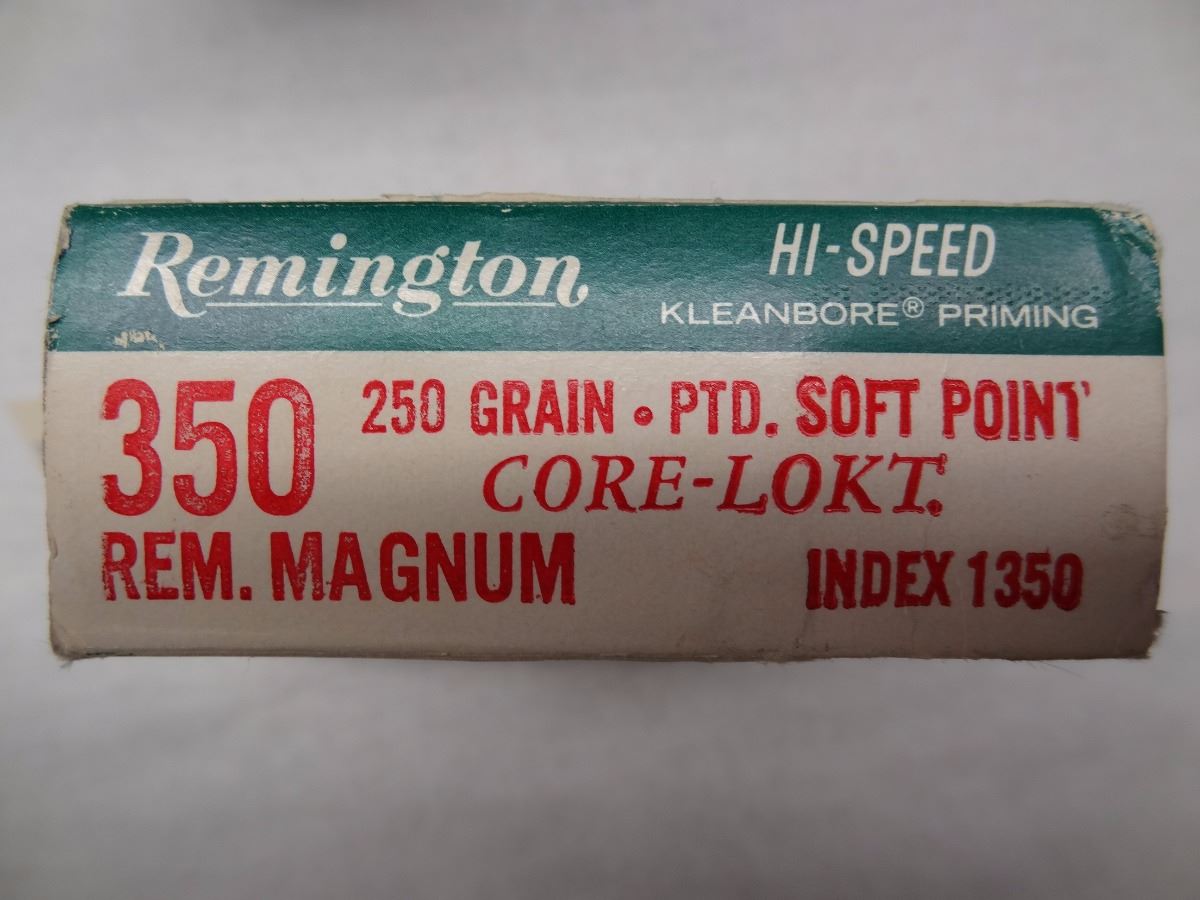 Remington
HI-SPEED
KLEANBORE® PRIMING
350
250 GRAIN • PTD. SOFT POINT
CORE-LOKT.
REM. MAGNUM
INDEX 1350